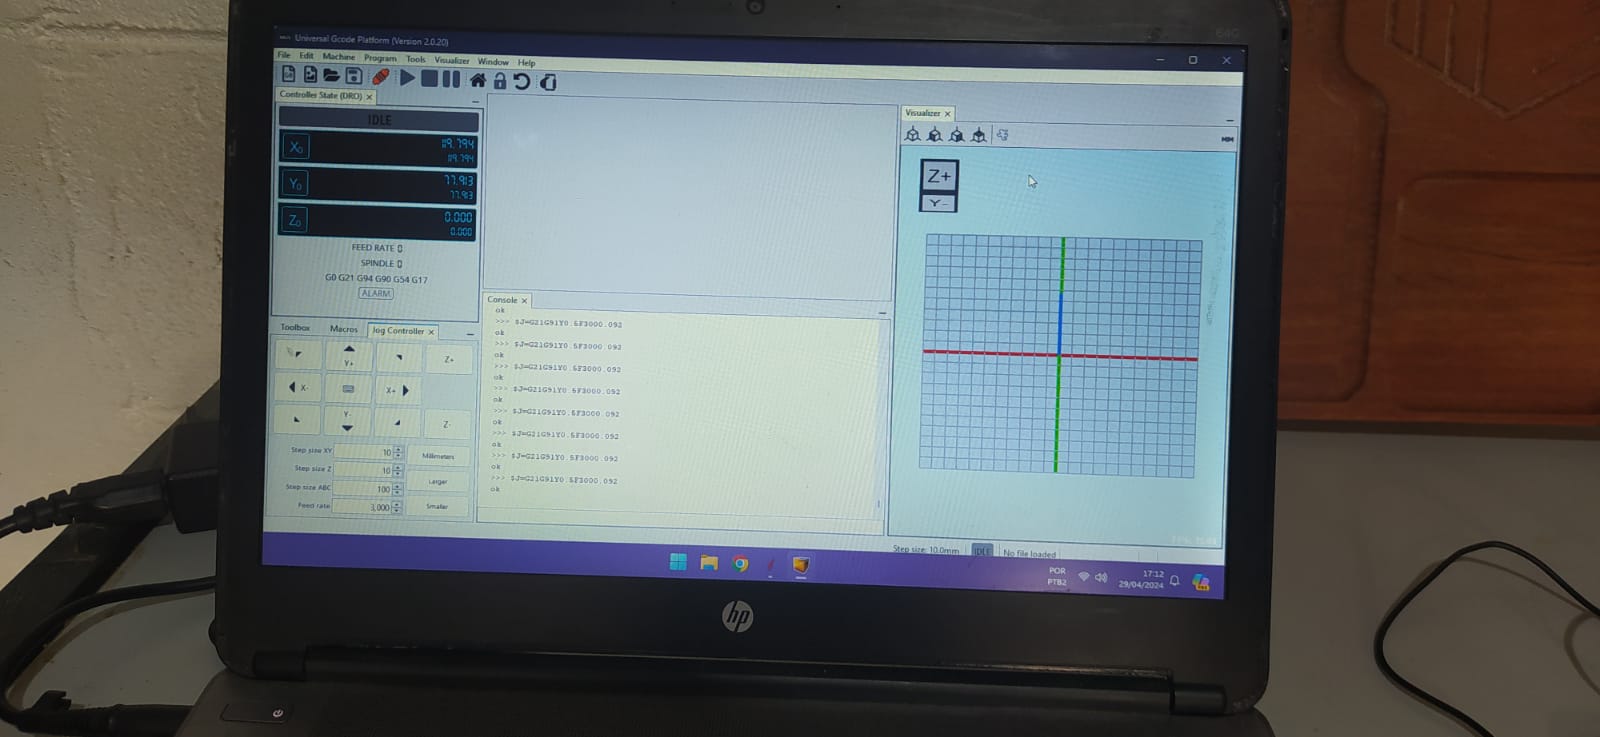 Universal Gcode Platform (Version 2.0.20)
File Edit Machine Program Tools Visualizer Window Help
Controller State (DRO)
IDLE
X0 119.794
119.794
Y0 77.913
77.913
Z0 0.000
0.000
FEED RATE 0
SPINDLE 0
G0 G21 G94 G90 G54 G17
ALARM
Toolbox Macros Jog Controller
Y+
Z+
X-
X+
Y-
Z-
Step size XY 10 Millimeters
Step size Z 10
Step size ABC 100 Larger
Feed rate 3,000 Smaller
Console
ok
>>> $J=G21G91Y0.5F3000.092
ok
>>> $J=G21G91Y0.5F3000.092
ok
>>> $J=G21G91Y0.5F3000.092
ok
>>> $J=G21G91Y0.5F3000.092
ok
>>> $J=G21G91Y0.5F3000.092
ok
>>> $J=G21G91Y0.5F3000.092
ok
>>> $J=G21G91Y0.5F3000.092
ok
>>> $J=G21G91Y0.5F3000.092
ok
Visualizer
Z+
Y-
Step size: 10.0mm IDLE No file loaded
POR
PTB2
17:12
29/04/2024
hp